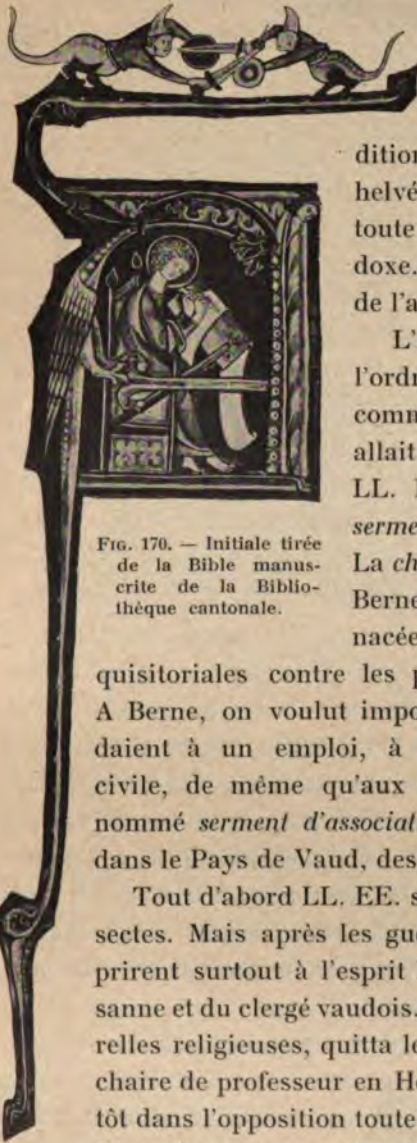 dition
helvé
toute
doxe.
de l'a
L'
l'ordr
comm
allait
LL.
serme
La ch
Berne
nacée
FIG. 170. — Initiale tirée
de la Bible manus-
crite de la Biblio-
thèque cantonale.
quisitoriales contre les p
A Berne, on voulut impo
daient à un emploi, à
civile, de même qu'aux
nommé serment d'associat
dans le Pays de Vaud, des
Tout d'abord LL. EE. s
sectes. Mais après les gue
prirent surtout à l'esprit
sanne et du clergé vaudois.
relles religieuses, quitta le
chaire de professeur en Ho
tôt dans l'opposition toute